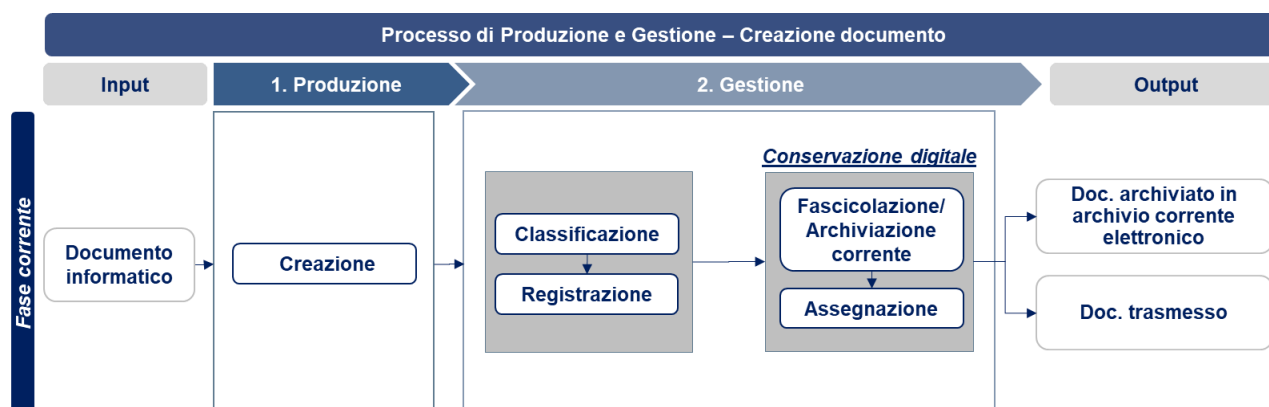 Processo di Produzione e Gestione – Creazione documento
Input
1. Produzione
2. Gestione
Output
Fase corrente
Documento
informatico
Creazione
Classificazione
Registrazione
Conservazione digitale
Fascicolazione/
Archiviazione
corrente
Assegnazione
Doc. archiviato in
archivio corrente
elettronico
Doc. trasmesso